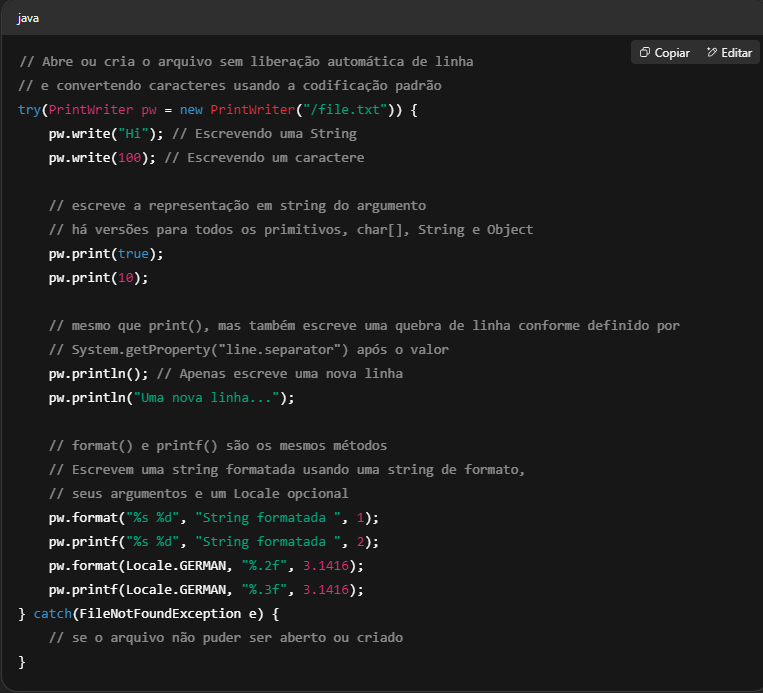 java
Copiar Editar
// Abre ou cria o arquivo sem liberação automática de linha
// e convertendo caracteres usando a codificação padrão
try(PrintWriter pw = new PrintWriter("/file.txt")) {
    pw.write("Hi"); // Escrevendo uma String
    pw.write(100); // Escrevendo um caractere

    // escreve a representação em string do argumento
    // há versões para todos os primitivos, char[], String e Object
    pw.print(true);
    pw.print(10);

    // mesmo que print(), mas também escreve uma quebra de linha conforme definido por
    // System.getProperty("line.separator") após o valor
    pw.println(); // Apenas escreve uma nova linha
    pw.println("Uma nova linha...");

    // format() e printf() são os mesmos métodos
    // Escrevem uma string formatada usando uma string de formato,
    // seus argumentos e um Locale opcional
    pw.format("%s %d", "String formatada ", 1);
    pw.printf("%s %d", "String formatada ", 2);
    pw.format(Locale.GERMAN, "%.2f", 3.1416);
    pw.printf(Locale.GERMAN, "%.3f", 3.1416);
} catch(FileNotFoundException e) {
    // se o arquivo não puder ser aberto ou criado
}